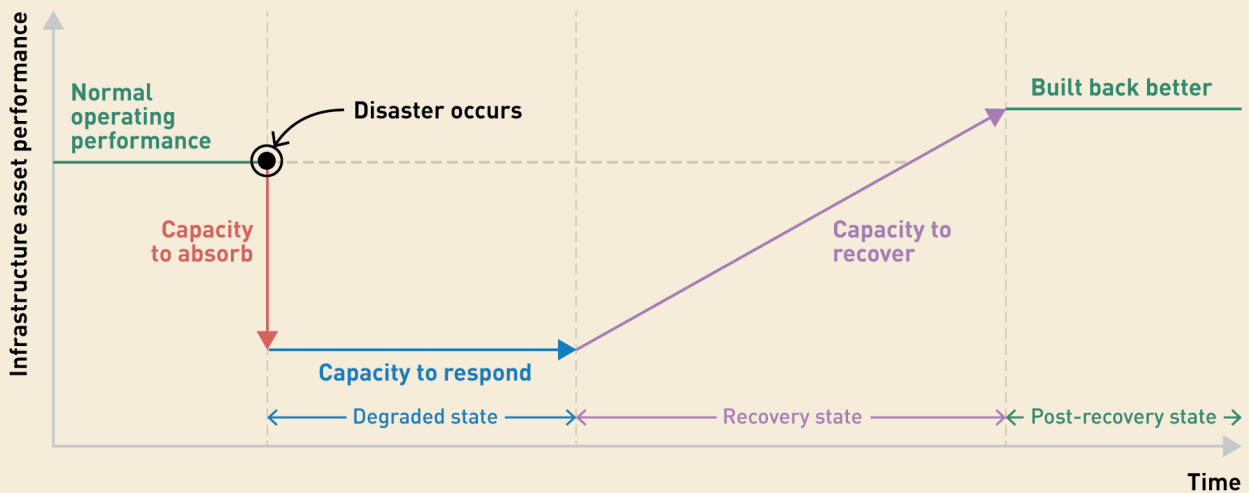 Infrastructure asset performance
Normal
operating
performance
Disaster occurs
Built back better
Capacity
to absorb
Capacity to
recover
Capacity to respond
Degraded state
Recovery state
Post-recovery state
Time